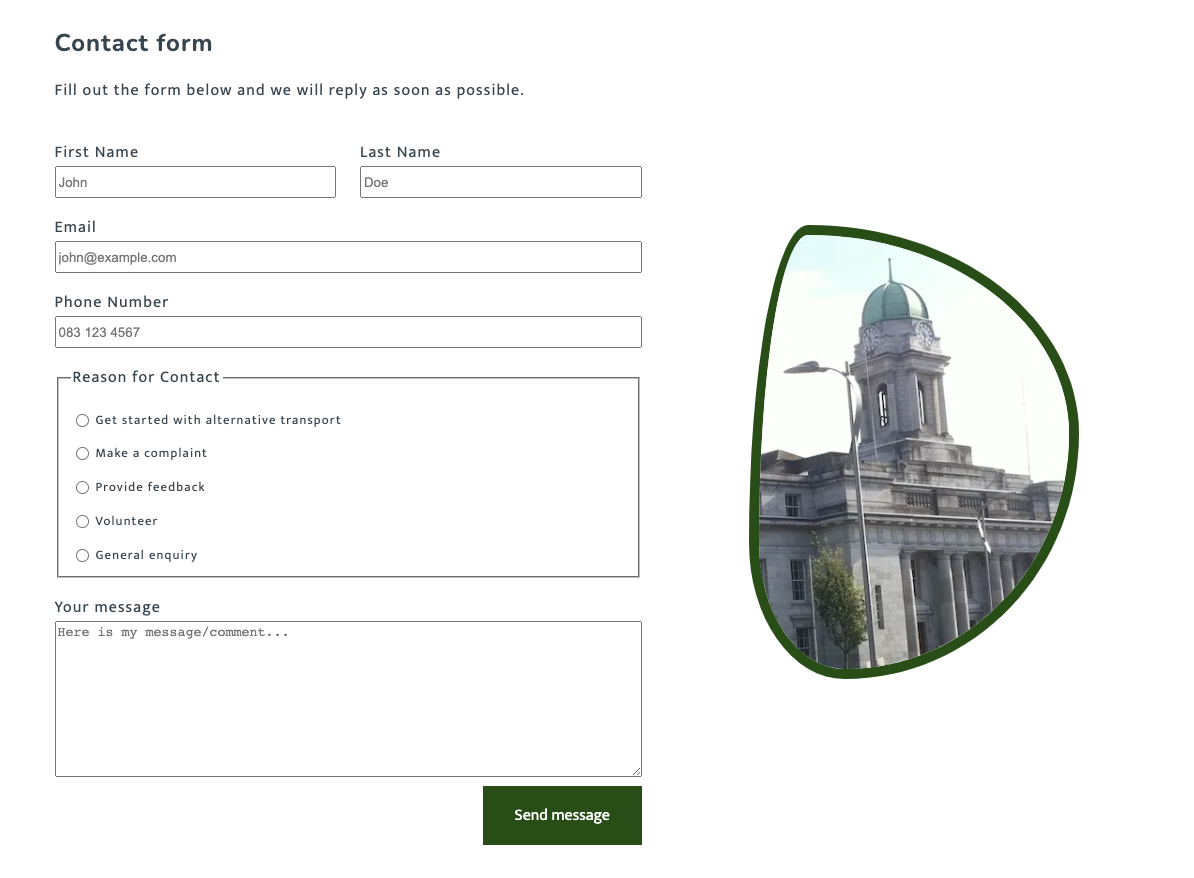 Contact form
Fill out the form below and we will reply as soon as possible.
First Name Last Name
John Doe
Email
john@example.com
Phone Number
083 123 4567
Reason for Contact
Get started with alternative transport
Make a complaint
Provide feedback
Volunteer
General enquiry
Your message
Here is my message/comment...
Send message